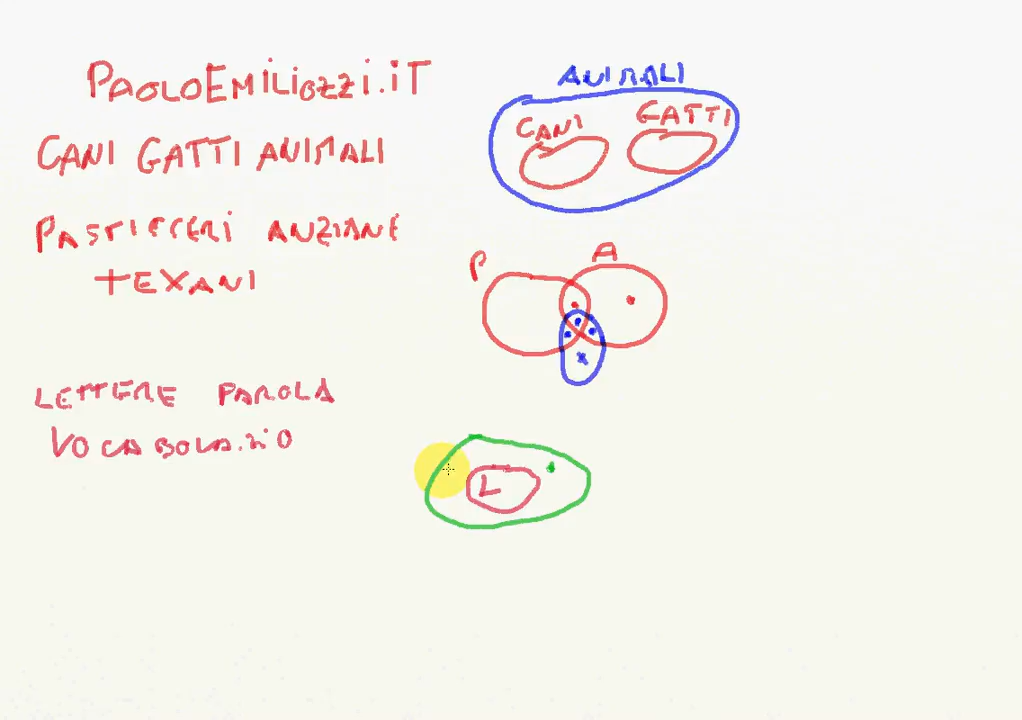 PAOLOEMILIOZZI.IT
CANI GATTI ANIMALI
PASTICCERI ANZIANE
TEXANI
LETTERE PAROLA
VOCABOLARIO
ANIMALI
CANI GATTI
P A
L